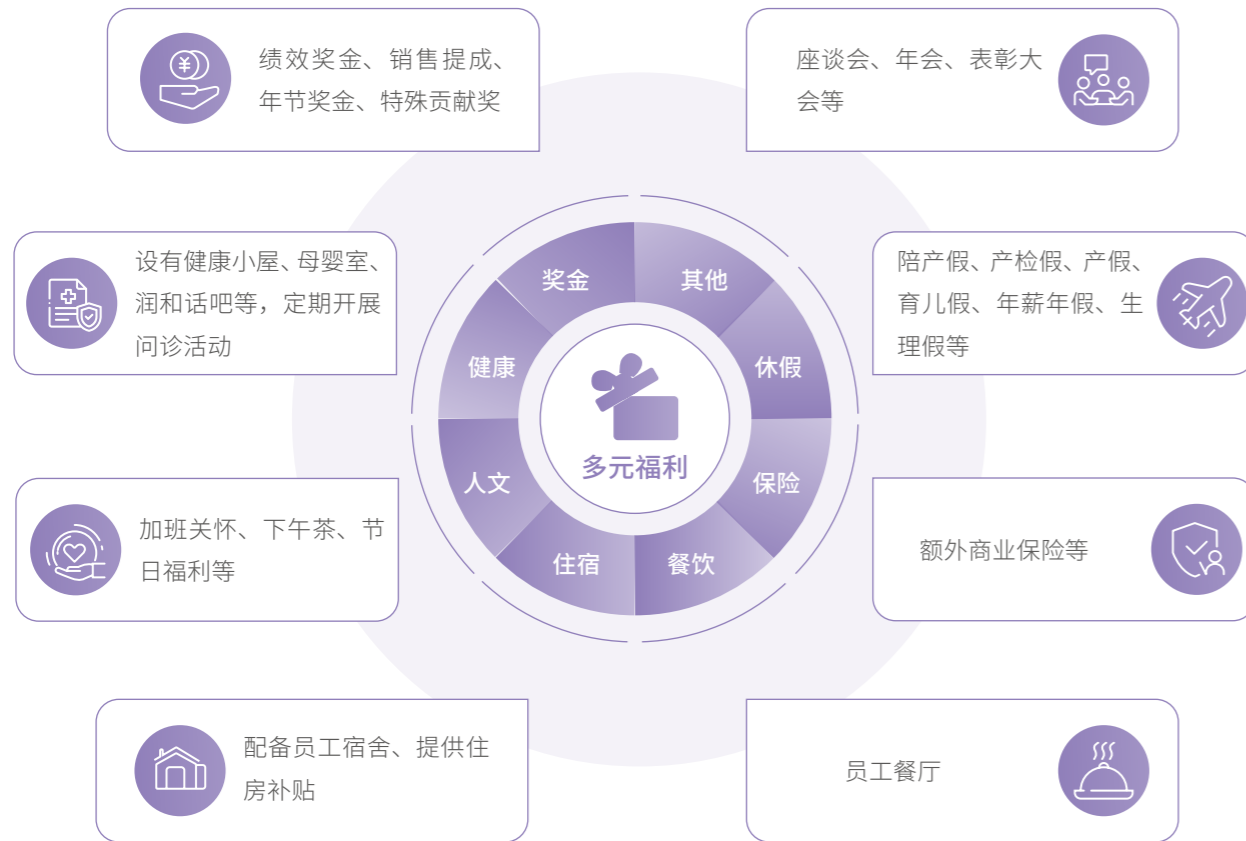 绩效奖金、销售提成、
年节奖金、特殊贡献奖
座谈会、年会、表彰大
会等
设有健康小屋、母婴室、
润和话吧等，定期开展
问诊活动
陪产假、产检假、产假、
育儿假、年薪年假、生
理假等
奖金
其他
健康
休假
人文
保险
住宿
餐饮
多元福利
加班关怀、下午茶、节
日福利等
额外商业保险等
配备员工宿舍、提供住
房补贴
员工餐厅